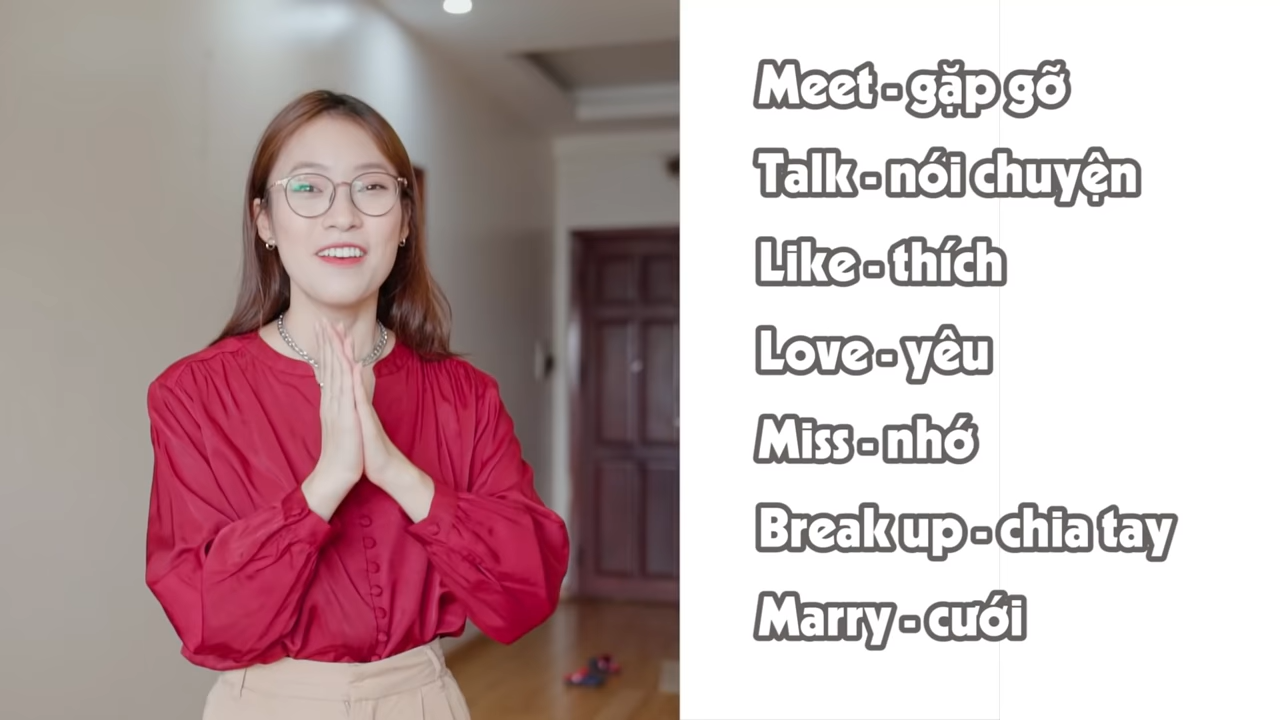 Meet - gặp gỡ
Talk - nói chuyện
Like - thích
Love - yêu
Miss - nhớ
Break up - chia tay
Marry - cưới